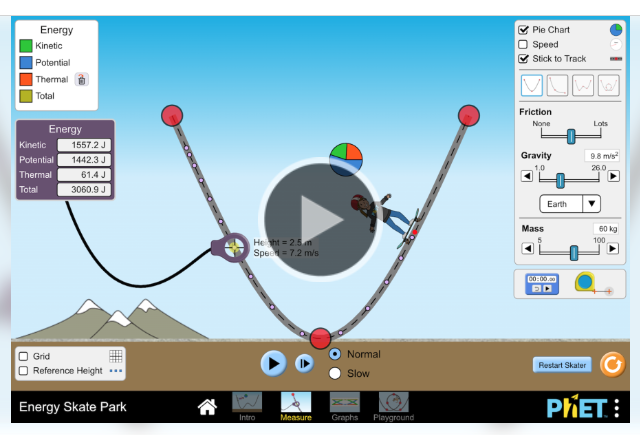 Energy
Kinetic
Potential
Thermal
Total
Energy
Kinetic 1557.2 J
Potential 1442.3 J
Thermal 61.4 J
Total 3060.9 J
Height = 2.5 m
Speed = 7.2 m/s
Pie Chart
Speed
Stick to Track
Friction
None Lots
Gravity 9.8 m/s²
1.0 26.0
Earth
Mass 60 kg
5 100
00:00.00
Grid
Reference Height
Normal
Slow
Restart Skater
Energy Skate Park
Intro
Measure
Graphs
Playground
PhET